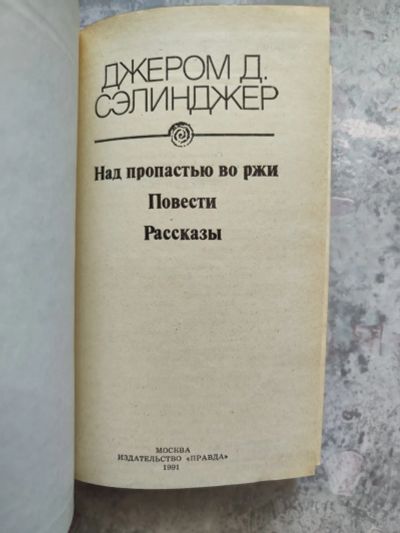 ДЖЕРОМ Д.
СЭЛИНДЖЕР
Над пропастью во ржи
Повести
Рассказы
МОСКВА
ИЗДАТЕЛЬСТВО «ПРАВДА»
1991